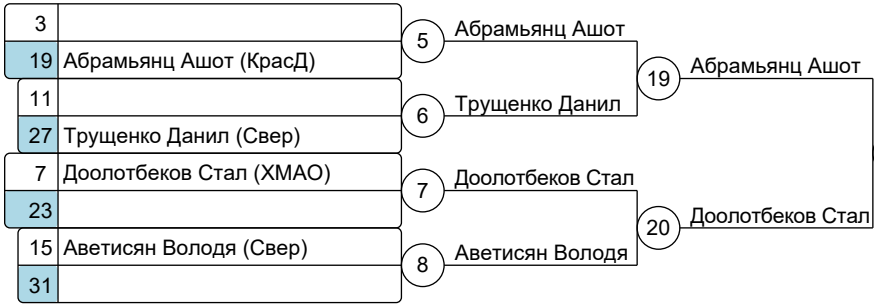 3
5
Абрамьянц Ашот
19 Абрамьянц Ашот (КрасД)
19
Абрамьянц Ашот
11
6
Трущенко Данил
27 Трущенко Данил (Свер)
7 Доолотбеков Стал (ХМАО)
7
Доолотбеков Стал
23
20
Доолотбеков Стал
15 Аветисян Володя (Свер)
8
Аветисян Володя
31